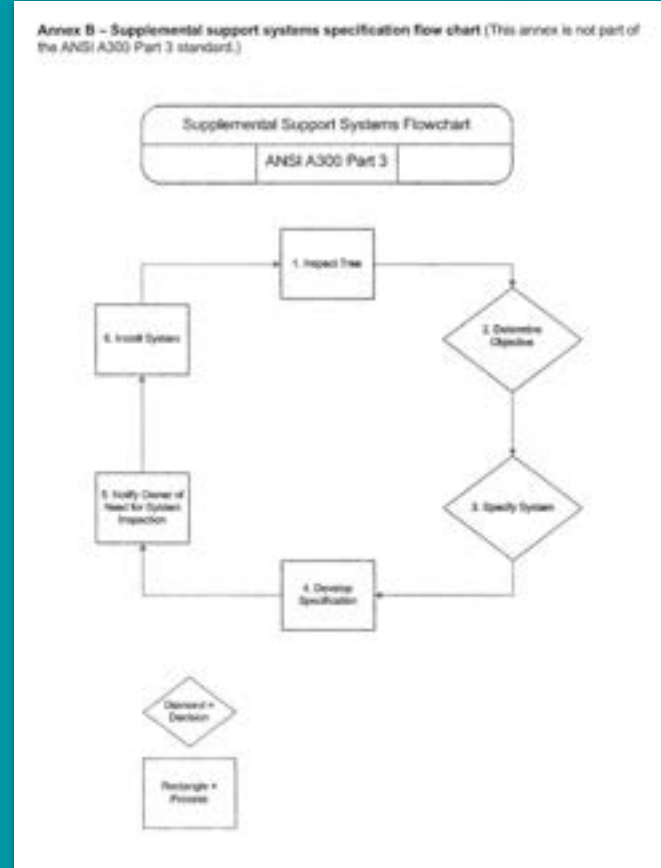 Annex B – Supplemental support systems specification flow chart (This annex is not part of
the ANSI A300 Part 3 standard.)
Supplemental Support Systems Flowchart
ANSI A300 Part 3
1. Inspect Tree
2. Determine
Objective
3. Specify System
4. Develop
Specification
5. Notify Owner of
Need for System
Inspection
6. Install System
Diamond =
Decision
Rectangle =
Process